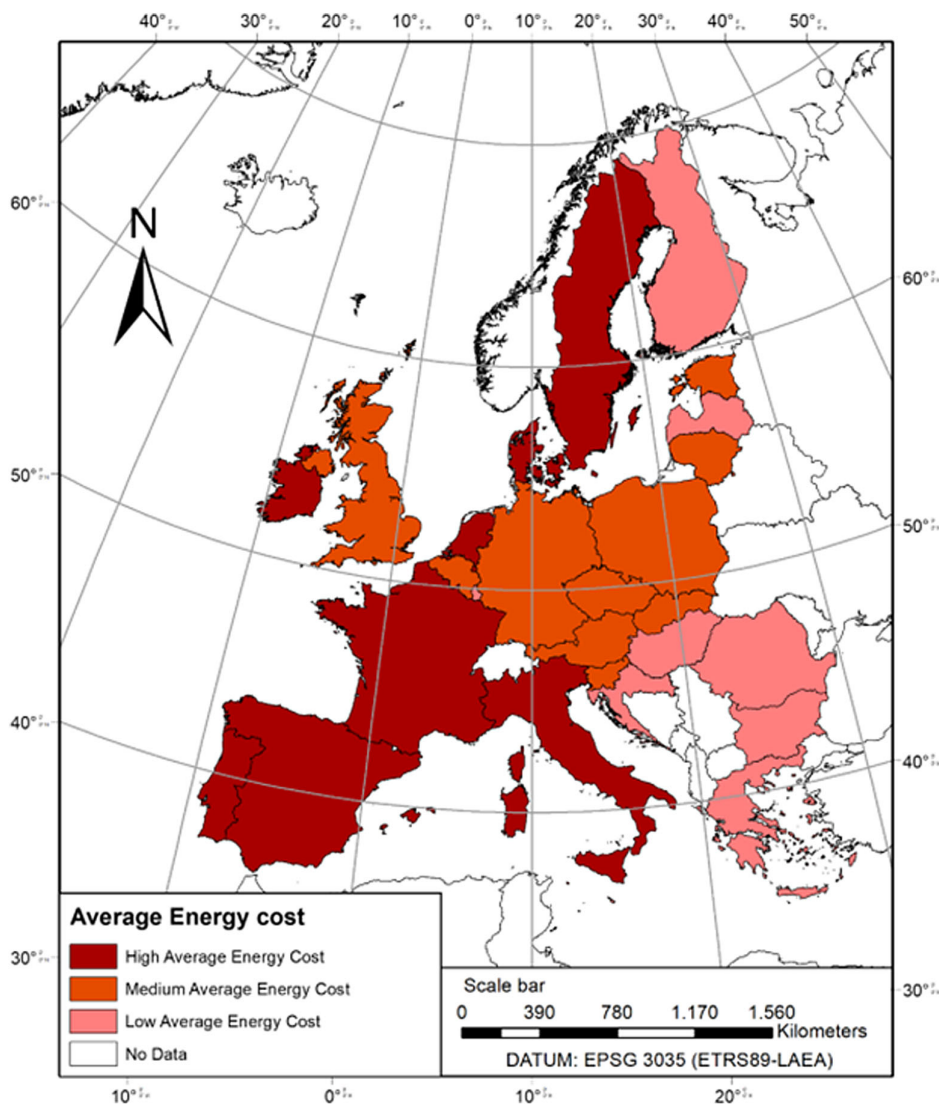 40° 30° 20° 10° 0° 10° 20° 30° 40° 50°
60°
N
60°
50°
50°
40°
40°
Average Energy cost
High Average Energy Cost
Medium Average Energy Cost
Low Average Energy Cost
No Data
30°
Scale bar
0 390 780 1.170 1.560
Kilometers
DATUM: EPSG 3035 (ETRS89-LAEA)
30°
10° 0° 10° 20°